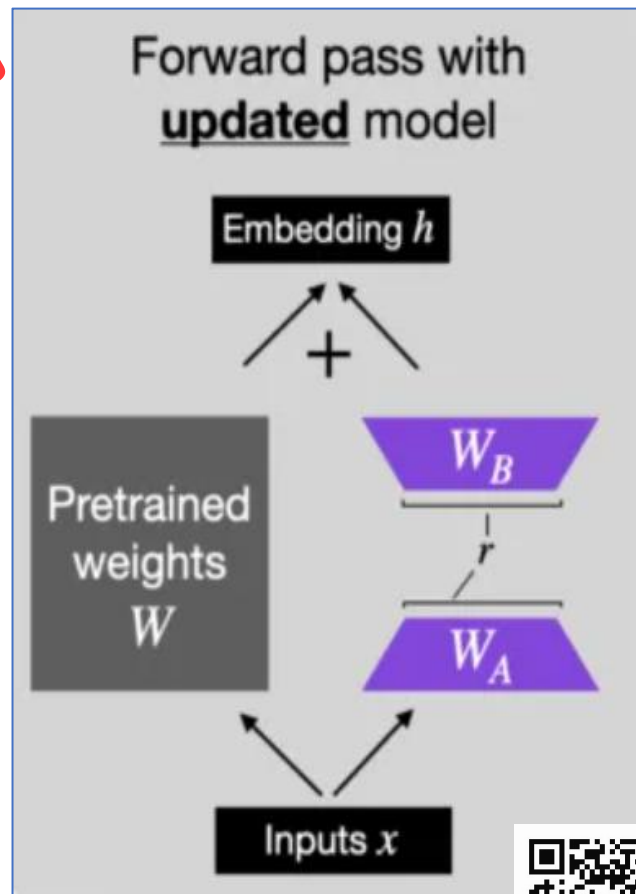 Forward pass with
updated model
Embedding h
+
Pretrained
weights
W
W_B
r
W_A
Inputs x